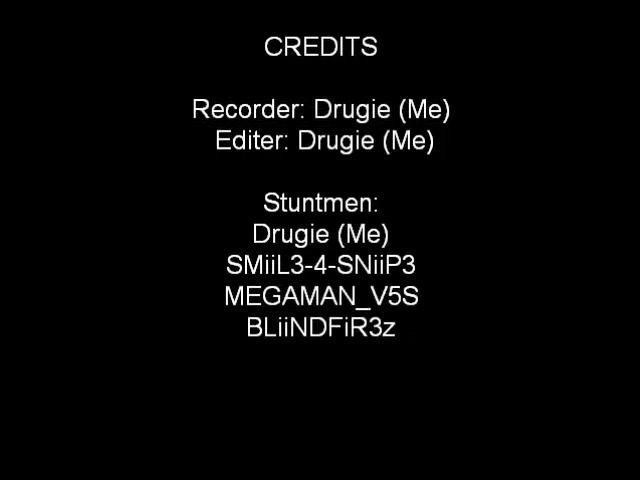 CREDITS
Recorder: Drugie (Me)
Editer: Drugie (Me)
Stuntmen:
Drugie (Me)
SMiiL3-4-SNiiP3
MEGAMAN_V5S
BLiiNDFiR3z